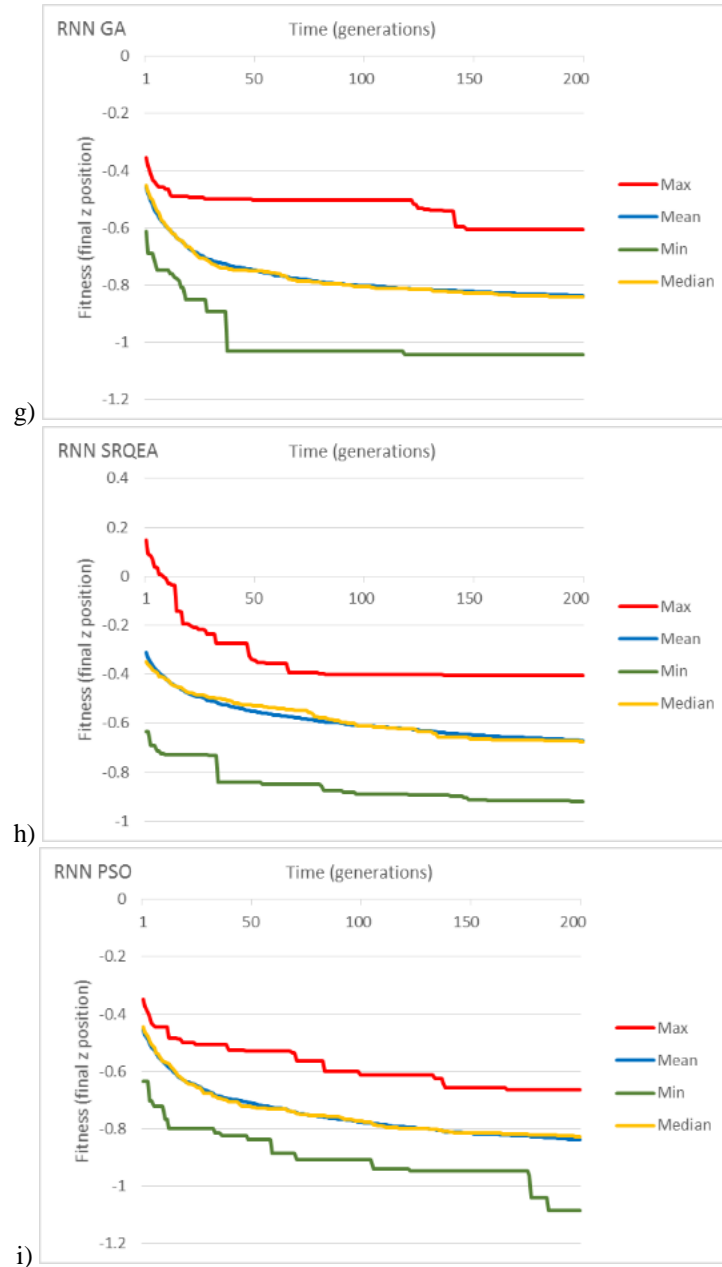 RNN GA Time (generations)
0
1 50 100 150 200
-0.2
-0.4
-0.6
-0.8
-1
-1.2
Fitness (final z position)
Max
Mean
Min
Median
g)
RNN SRQEA Time (generations)
0.4
0.2
0
1 50 100 150 200
-0.2
-0.4
-0.6
-0.8
-1
Fitness (final z position)
Max
Mean
Min
Median
h)
RNN PSO Time (generations)
0
1 50 100 150 200
-0.2
-0.4
-0.6
-0.8
-1
-1.2
Fitness (final z position)
Max
Mean
Min
Median
i)